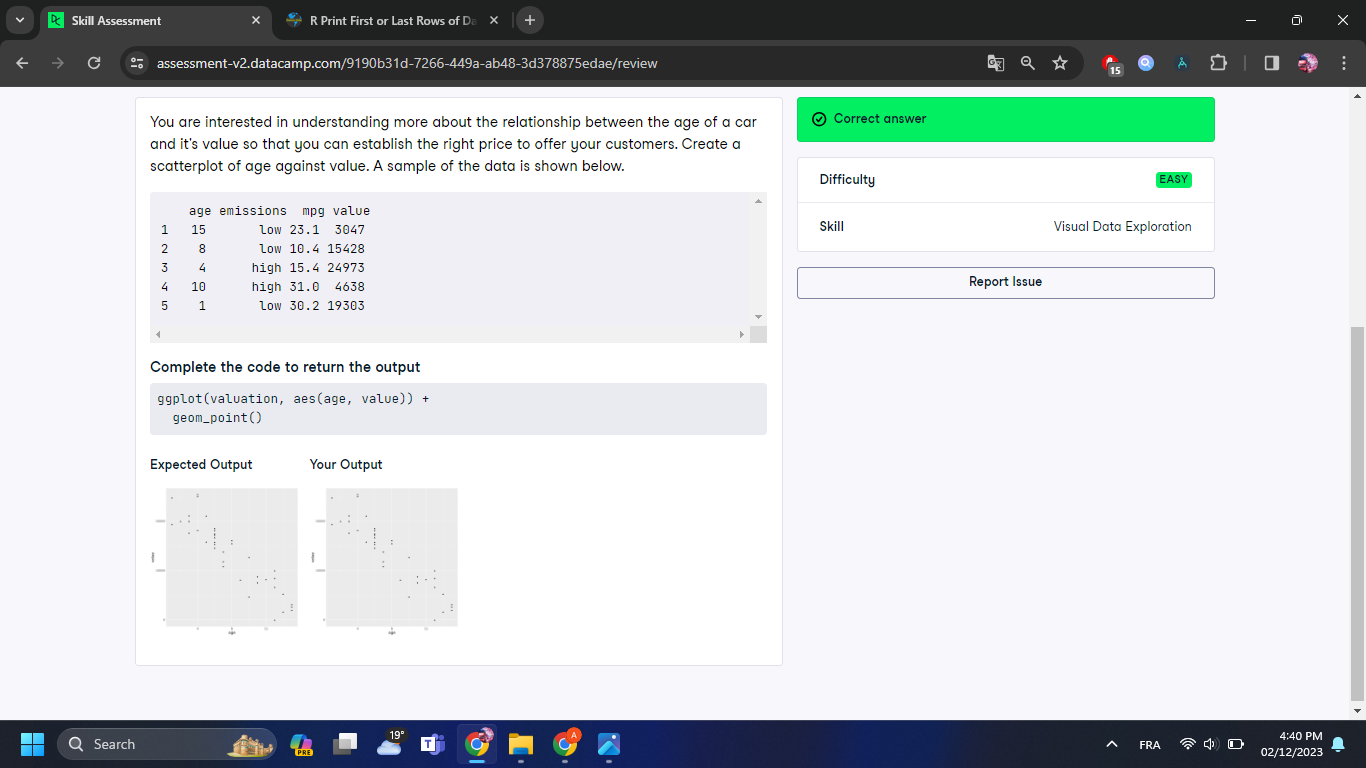 Skill Assessment
R Print First or Last Rows of Da
assessment-v2.datacamp.com/9190b31d-7266-449a-ab48-3d378875edae/review
15
You are interested in understanding more about the relationship between the age of a car
and it's value so that you can establish the right price to offer your customers. Create a
scatterplot of age against value. A sample of the data is shown below.
age emissions mpg value
1 15 low 23.1 3047
2 8 low 10.4 15428
3 4 high 15.4 24973
4 10 high 31.0 4638
5 1 low 30.2 19303
Complete the code to return the output
ggplot(valuation, aes(age, value)) +
geom_point()
Expected Output Your Output
Correct answer
Difficulty EASY
Skill Visual Data Exploration
Report Issue
Search
PRE
19°
A
FRA
4:40 PM
02/12/2023